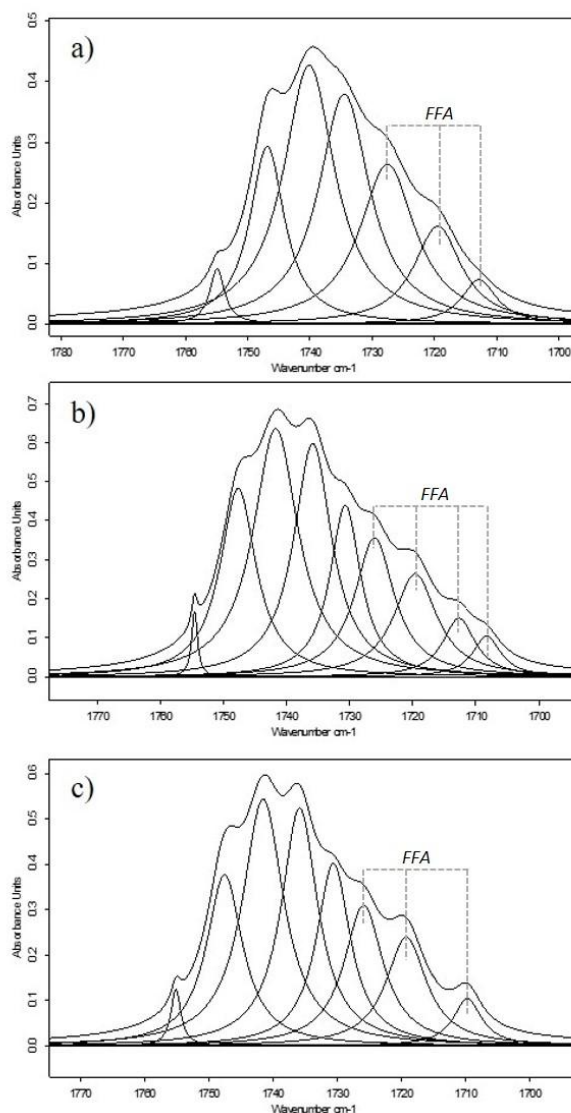 a)
FFA
Absorbance Units
0.0 0.1 0.2 0.3 0.4 0.5
1780 1770 1760 1750 1740 1730 1720 1710 1700
Wavenumber cm-1
b)
FFA
Absorbance Units
0.0 0.1 0.2 0.3 0.4 0.5 0.6 0.7
1770 1760 1750 1740 1730 1720 1710 1700
Wavenumber cm-1
c)
FFA
Absorbance Units
0.0 0.1 0.2 0.3 0.4 0.5 0.6
1770 1760 1750 1740 1730 1720 1710 1700
Wavenumber cm-1